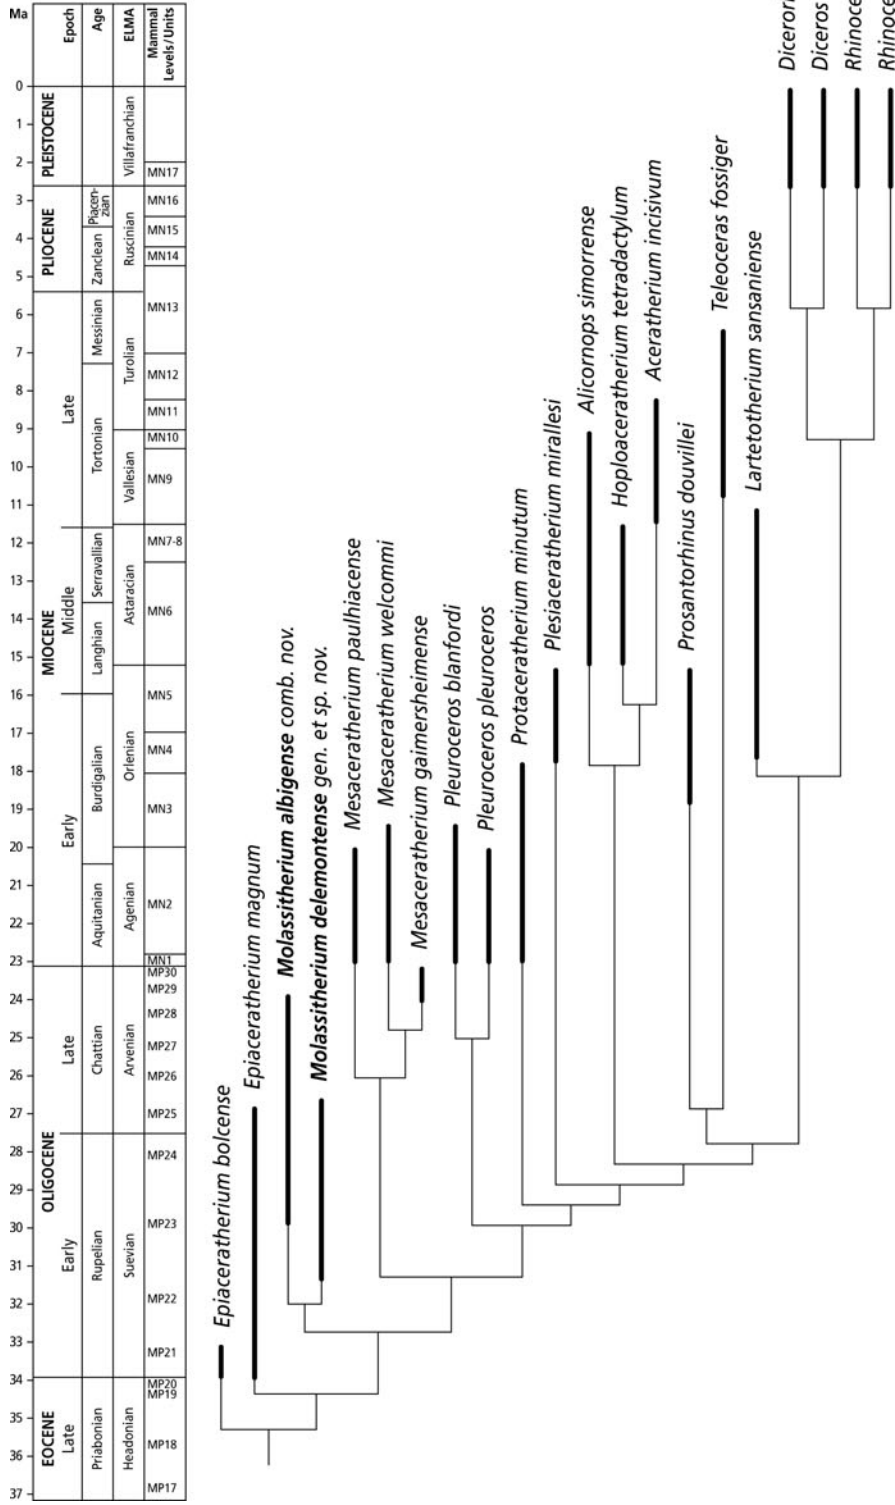 Ma
Epoch
Age
ELMA
Mammal
Levels/Units
0
1
2
3
4
5
6
7
8
9
10
11
12
13
14
15
16
17
18
19
20
21
22
23
24
25
26
27
28
29
30
31
32
33
34
35
36
37
PLEISTOCENE
PLIOCENE
MIOCENE
Late
Middle
Early
OLIGOCENE
Late
Early
EOCENE
Late
Piacen-
zian
Zanclean
Messinian
Tortonian
Serravallian
Langhian
Burdigalian
Aquitanian
Chattian
Rupelian
Priabonian
Villafranchian
Ruscinian
Turolian
Vallesian
Astaracian
Orlenian
Agenian
Arvenian
Suevian
Headonian
MN17
MN16
MN15
MN14
MN13
MN12
MN11
MN10
MN9
MN7-8
MN6
MN5
MN4
MN3
MN2
MN1
MP30
MP29
MP28
MP27
MP26
MP25
MP24
MP23
MP22
MP21
MP20
MP19
MP18
MP17
Epiaceratherium bolcense
Epiaceratherium magnum
Molassitherium albigense comb. nov.
Molassitherium delemontense gen. et sp. nov.
Mesaceratherium paulhiacense
Mesaceratherium welcommi
Mesaceratherium gaimersheimense
Pleuroceros blanfordi
Pleuroceros pleuroceros
Protaceratherium minutum
Plesiaceratherium mirallesi
Alicornops simorrense
Hoploaceratherium tetradactylum
Aceratherium incisivum
Prosantorhinus douvillei
Teleoceras fossiger
Lartetotherium sansaniense
Diceros